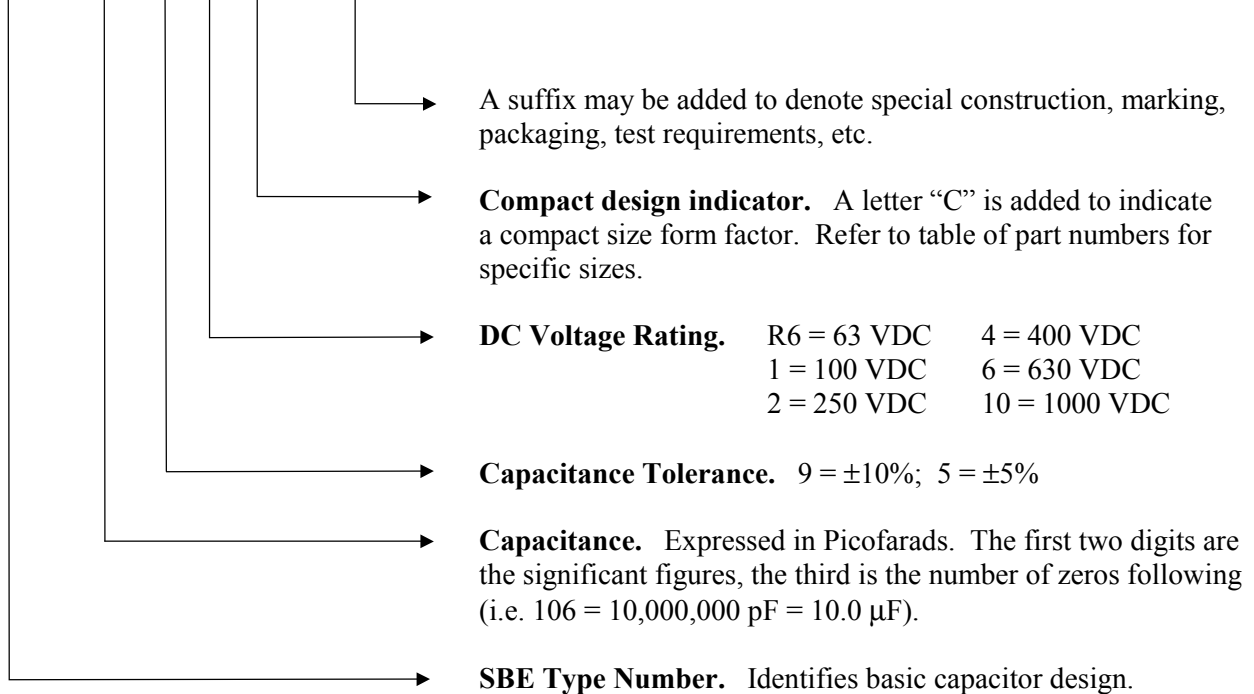 A suffix may be added to denote special construction, marking,
packaging, test requirements, etc.
Compact design indicator. A letter “C” is added to indicate
a compact size form factor. Refer to table of part numbers for
specific sizes.
DC Voltage Rating. R6 = 63 VDC 4 = 400 VDC
1 = 100 VDC 6 = 630 VDC
2 = 250 VDC 10 = 1000 VDC
Capacitance Tolerance. 9 = ±10%; 5 = ±5%
Capacitance. Expressed in Picofarads. The first two digits are
the significant figures, the third is the number of zeros following
(i.e. 106 = 10,000,000 pF = 10.0 µF).
SBE Type Number. Identifies basic capacitor design.